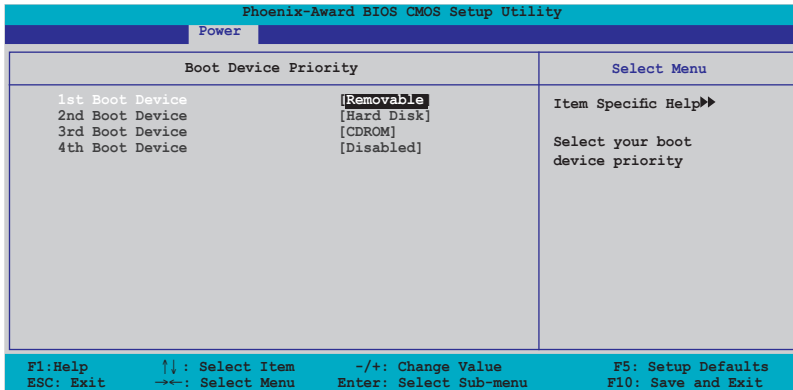 Phoenix-Award BIOS CMOS Setup Utility
Power
Boot Device Priority
Select Menu
1st Boot Device [Removable]
2nd Boot Device [Hard Disk]
3rd Boot Device [CDROM]
4th Boot Device [Disabled]
Item Specific Help▶▶
Select your boot
device priority
F1:Help ↑↓: Select Item -/+: Change Value F5: Setup Defaults
ESC: Exit →←: Select Menu Enter: Select Sub-menu F10: Save and Exit